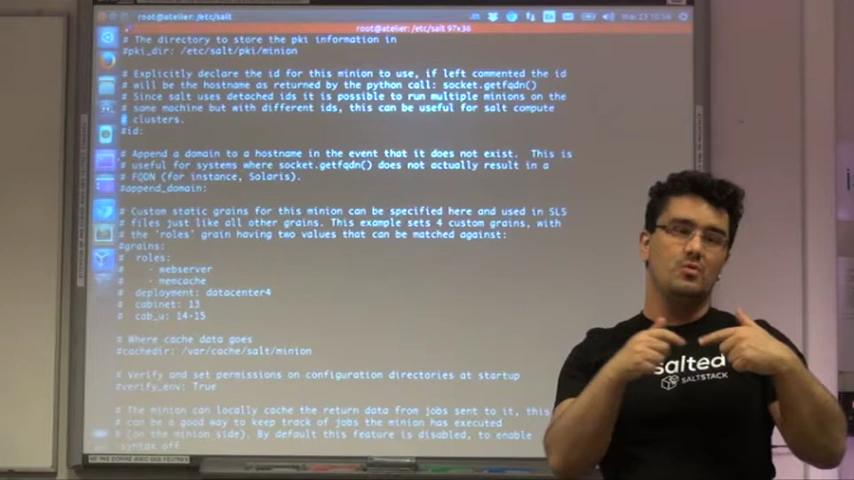 root@atelier: /etc/salt
mar 23 10:56
root@atelier: /etc/salt 97x36
# The directory to store the pki information in
#pki_dir: /etc/salt/pki/minion
# Explicitly declare the id for this minion to use, if left commented the id
# will be the hostname as returned by the python call: socket.getfqdn()
# Since salt uses detached ids it is possible to run multiple minions on the
# same machine but with different ids, this can be useful for salt compute
# clusters.
#id:
# Append a domain to a hostname in the event that it does not exist.  This is
# useful for systems where socket.getfqdn() does not actually result in a
# FQDN (for instance, Solaris).
#append_domain:
# Custom static grains for this minion can be specified here and used in SLS
# files just like all other grains. This example sets 4 custom grains, with
# the 'roles' grain having two values that can be matched against:
#grains:
#  roles:
#    - webserver
#    - memcache
#  deployment: datacenter4
#  cabinet: 13
#  cab_u: 14-15
# Where cache data goes
#cachedir: /var/cache/salt/minion
# Verify and set permissions on configuration directories at startup
#verify_env: True
# The minion can locally cache the return data from jobs sent to it, this
# can be a good way to keep track of jobs the minion has executed
# (on the minion side). By default this feature is disabled, to enable
:syntax off
salted
SALTSTACK